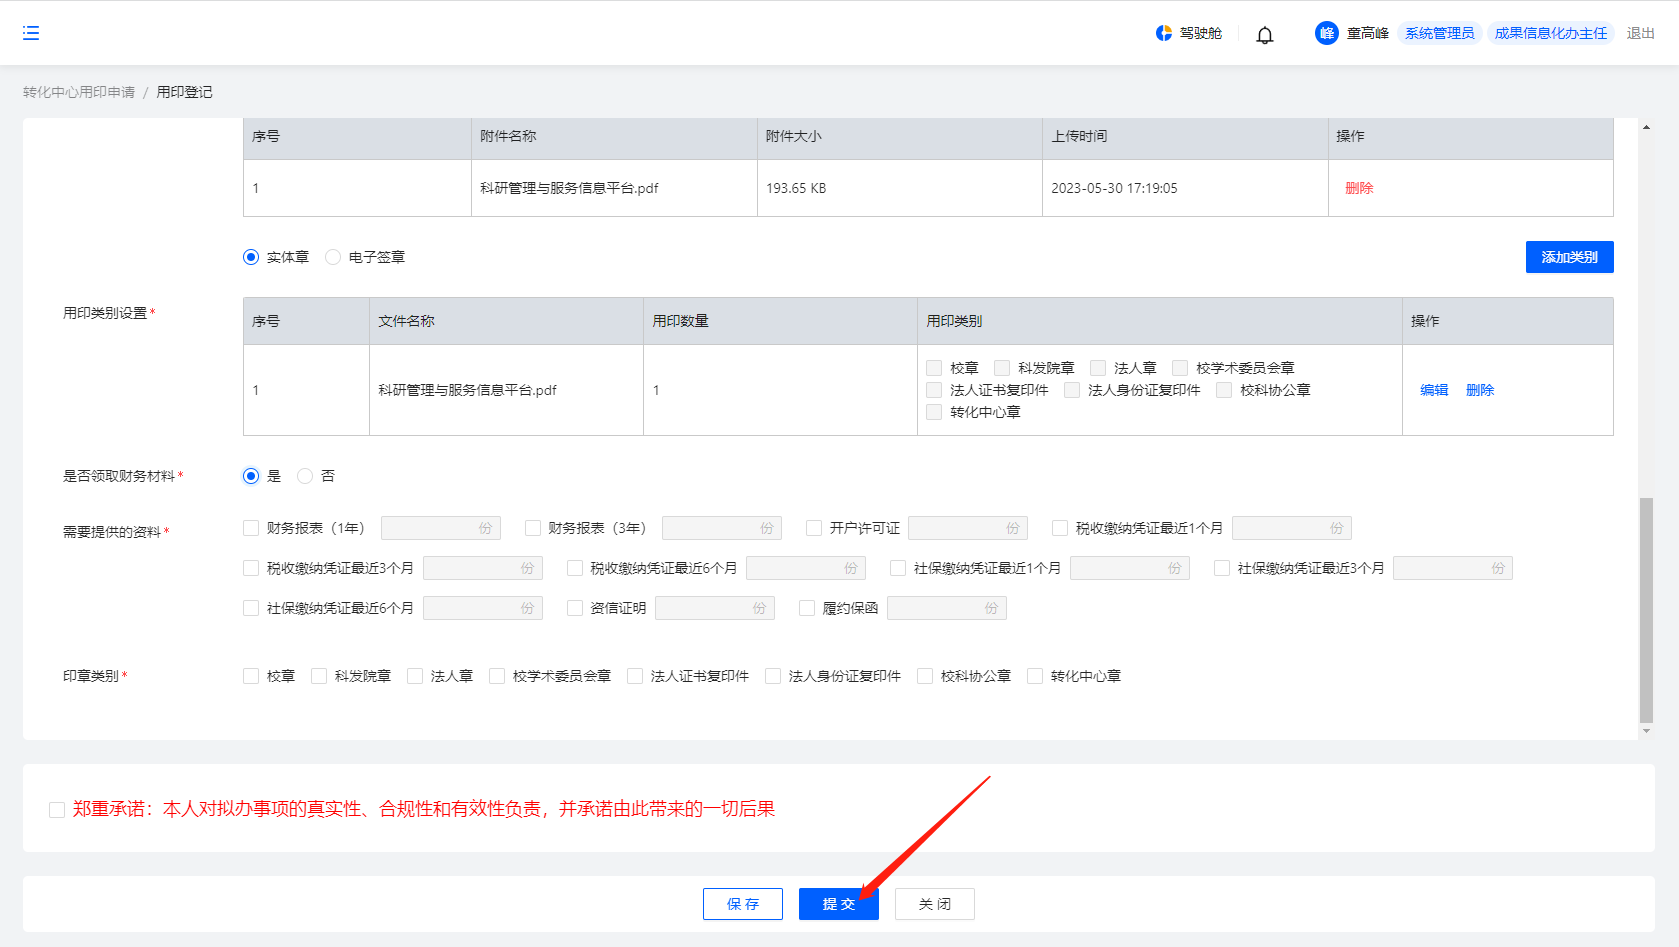 驾驶舱 峰 童高峰 系统管理员 成果信息化办主任 退出
转化中心用印申请 / 用印登记
序号 附件名称 附件大小 上传时间 操作
1 科研管理与服务信息平台.pdf 193.65 KB 2023-05-30 17:19:05 删除
实体章 电子签章 添加类别
用印类别设置*
序号 文件名称 用印数量 用印类别 操作
校章 科发院章 法人章 校学术委员会章
1 科研管理与服务信息平台.pdf 1 法人证书复印件 法人身份证复印件 校科协公章 编辑 删除
转化中心章
是否领取财务材料* 是 否
需要提供的资料* 财务报表（1年） 份 财务报表（3年） 份 开户许可证 份 税收缴纳凭证最近1个月 份
税收缴纳凭证最近3个月 份 税收缴纳凭证最近6个月 份 社保缴纳凭证最近1个月 份 社保缴纳凭证最近3个月 份
社保缴纳凭证最近6个月 份 资信证明 份 履约保函 份
印章类别* 校章 科发院章 法人章 校学术委员会章 法人证书复印件 法人身份证复印件 校科协公章 转化中心章
郑重承诺：本人对拟办事项的真实性、合规性和有效性负责，并承诺由此带来的一切后果
保 存 提 交 关 闭